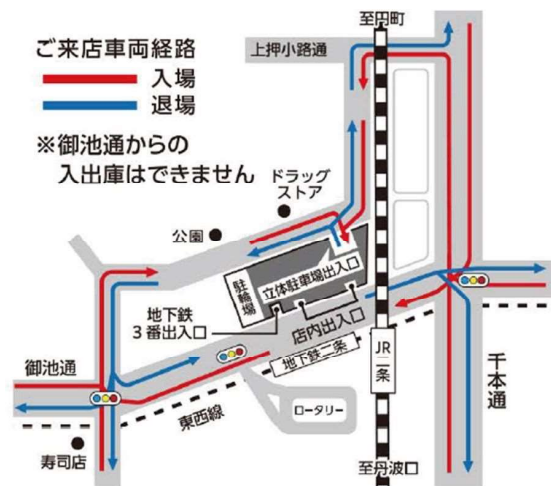 至円町
上押小路通
ご来店車両経路
入場
退場
※御池通からの
入出庫はできません
ドラッグ
ストア
公園
駐輪場
立体駐車場出入口
地下鉄
3番出入口
店内出入口
御池通
地下鉄二条
JR二条
千本通
東西線
ロータリー
寿司店
至丹波口